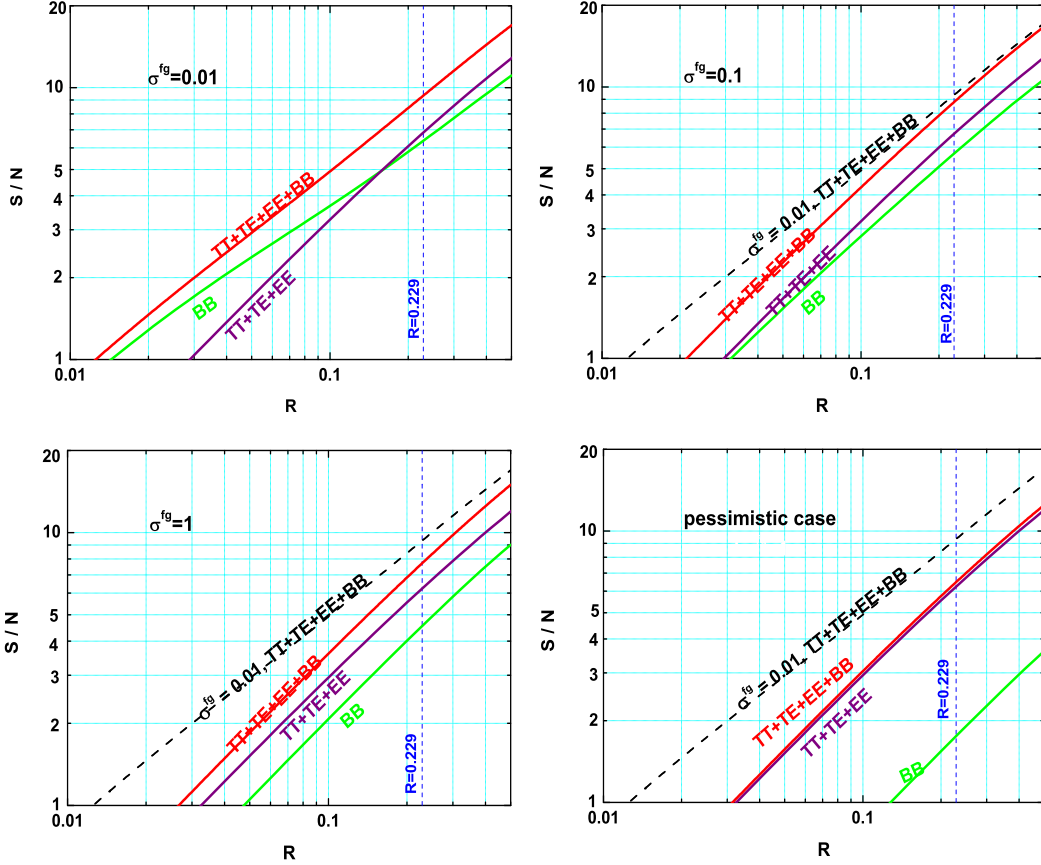 20
10
5
4
3
2
1
S / N
σ^fg=0.01
TT+TE+EE+BB
BB
TT+TE+EE
R=0.229
0.01
0.1
R
20
10
5
4
3
2
1
S / N
σ^fg=0.1
σ^fg = 0.01, TT+TE+EE+BB
TT+TE+EE+BB
TT+TE+EE
BB
R=0.229
0.01
0.1
R
20
10
5
4
3
2
1
S / N
σ^fg=1
σ^fg = 0.01, TT+TE+EE+BB
TT+TE+EE+BB
TT+TE+EE
BB
R=0.229
0.01
0.1
R
20
10
5
4
3
2
1
S / N
pessimistic case
σ^fg = 0.01, TT+TE+EE+BB
TT+TE+EE+BB
TT+TE+EE
BB
R=0.229
0.01
0.1
R